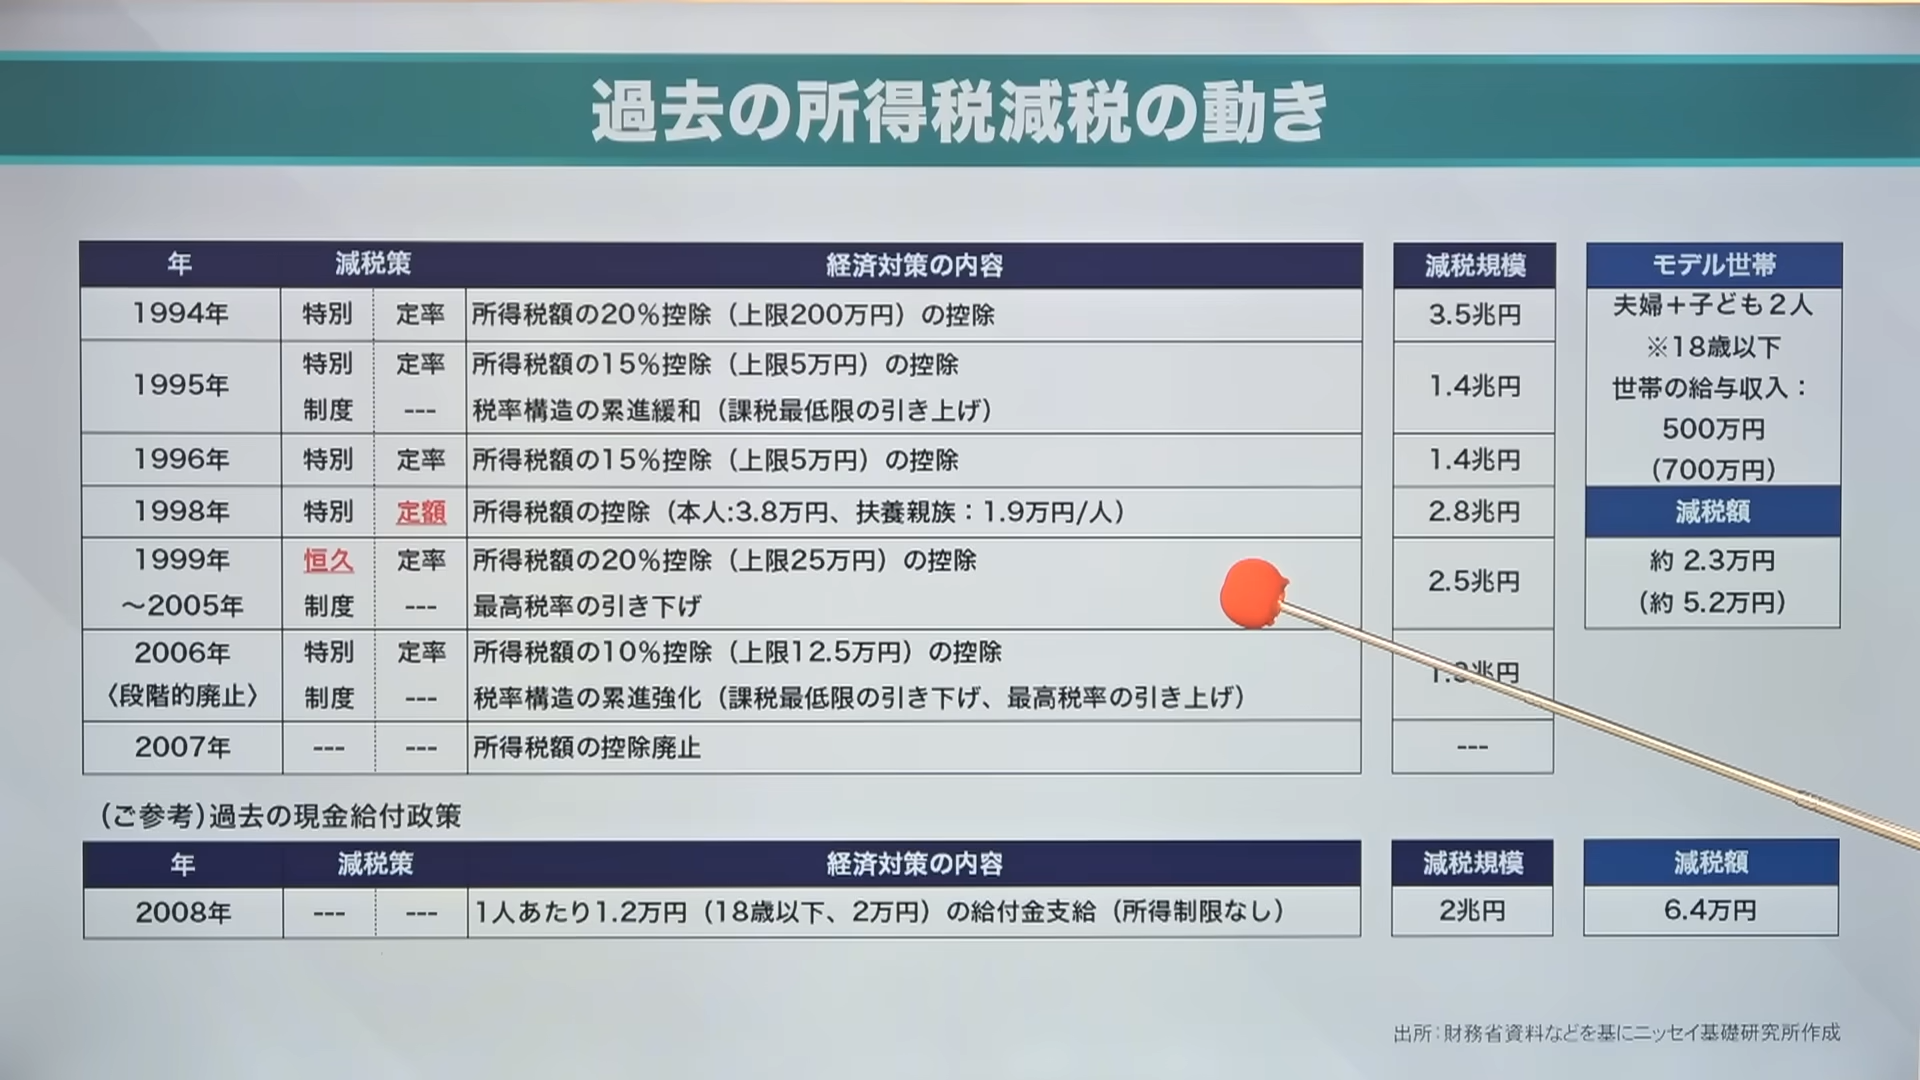 過去の所得税減税の動き
年 減税策 経済対策の内容 減税規模
1994年 特別 定率 所得税額の20%控除（上限200万円）の控除 3.5兆円
1995年 特別 定率 所得税額の15%控除（上限5万円）の控除 1.4兆円
制度 --- 税率構造の累進緩和（課税最低限の引き上げ）
1996年 特別 定率 所得税額の15%控除（上限5万円）の控除 1.4兆円
1998年 特別 定額 所得税額の控除（本人:3.8万円、扶養親族：1.9万円/人） 2.8兆円
1999年 恒久 定率 所得税額の20%控除（上限25万円）の控除 2.5兆円
～2005年 制度 --- 最高税率の引き下げ
2006年 特別 定率 所得税額の10%控除（上限12.5万円）の控除 兆円
〈段階的廃止〉 制度 --- 税率構造の累進強化（課税最低限の引き下げ、最高税率の引き上げ）
2007年 --- --- 所得税額の控除廃止 ---
モデル世帯
夫婦＋子ども２人
※18歳以下
世帯の給与収入：
500万円
（700万円）
減税額
約 2.3万円
（約 5.2万円）
（ご参考）過去の現金給付政策
年 減税策 経済対策の内容 減税規模 減税額
2008年 --- --- 1人あたり1.2万円（18歳以下、2万円）の給付金支給（所得制限なし） 2兆円 6.4万円
出所：財務省資料などを基にニッセイ基礎研究所作成